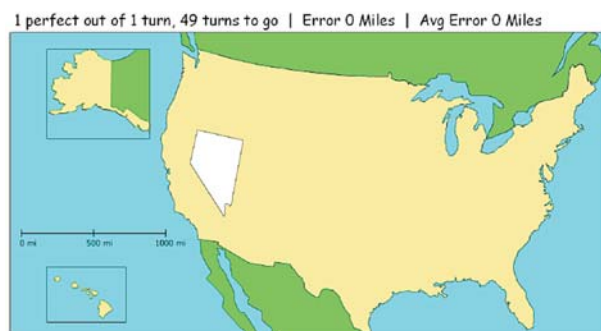 1 perfect out of 1 turn, 49 turns to go | Error 0 Miles | Avg Error 0 Miles
0 mi 500 mi 1000 mi